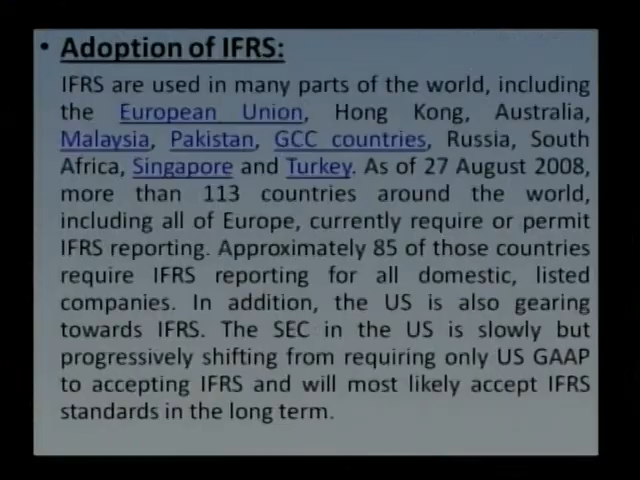 • Adoption of IFRS:
IFRS are used in many parts of the world, including
the European Union, Hong Kong, Australia,
Malaysia, Pakistan, GCC countries, Russia, South
Africa, Singapore and Turkey. As of 27 August 2008,
more than 113 countries around the world,
including all of Europe, currently require or permit
IFRS reporting. Approximately 85 of those countries
require IFRS reporting for all domestic, listed
companies. In addition, the US is also gearing
towards IFRS. The SEC in the US is slowly but
progressively shifting from requiring only US GAAP
to accepting IFRS and will most likely accept IFRS
standards in the long term.